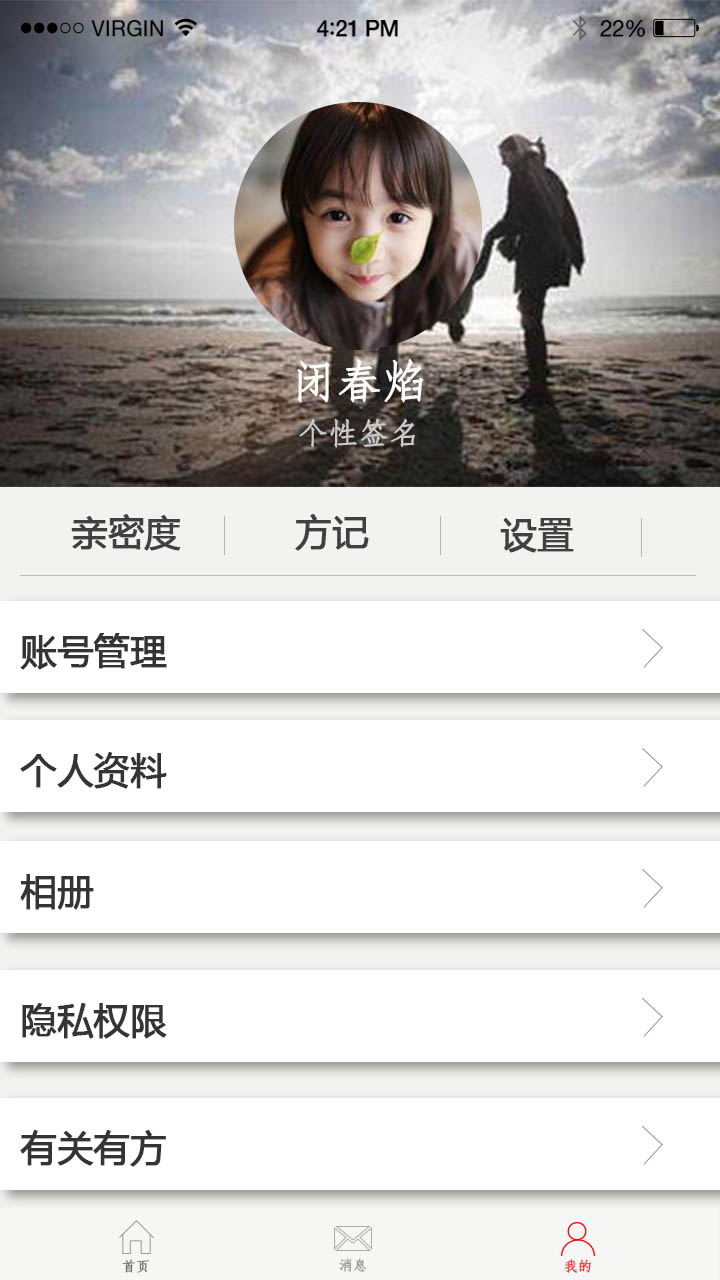 VIRGIN 4:21 PM 22%
闭春焰
个性签名
亲密度 方记 设置
账号管理
个人资料
相册
隐私权限
有关有方
首页 消息 我的